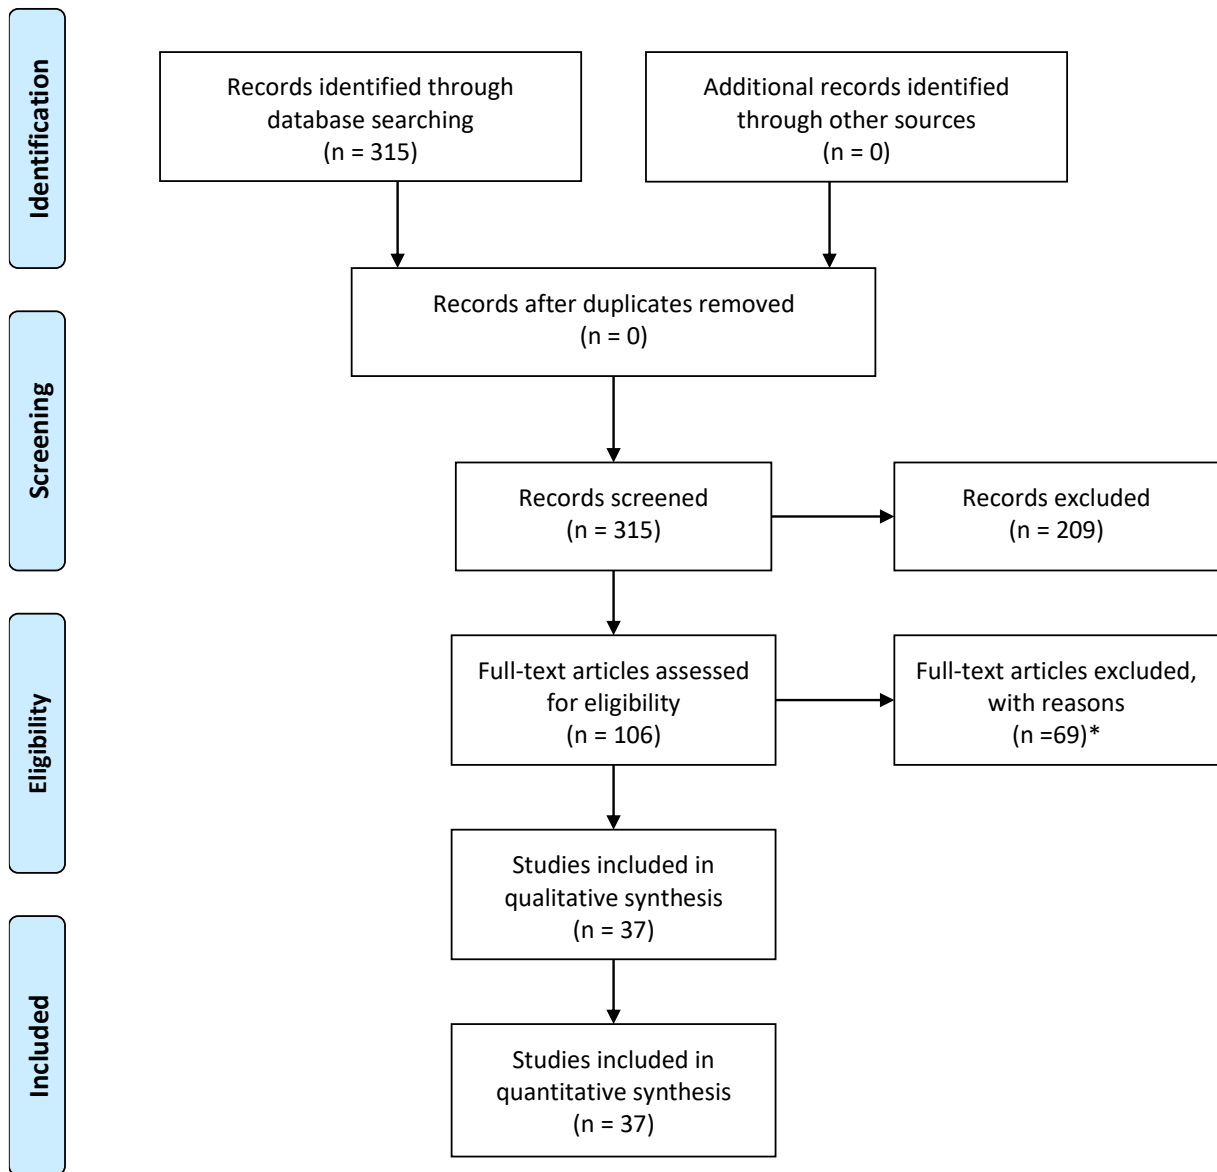 Identification
Records identified through
database searching
(n = 315)
Additional records identified
through other sources
(n = 0)
Records after duplicates removed
(n = 0)
Screening
Records screened
(n = 315)
Records excluded
(n = 209)
Eligibility
Full-text articles assessed
for eligibility
(n = 106)
Full-text articles excluded,
with reasons
(n =69)*
Studies included in
qualitative synthesis
(n = 37)
Included
Studies included in
quantitative synthesis
(n = 37)